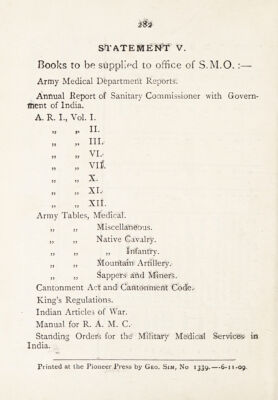 282
STATEMENT V.
Books to be supplied to office of S.M.O. :—
Army Medical Department Reports.
Annual Report of Sanitary Commissioner with Govern-
ment of India.
A. R. I., Vol. I.
„ „ II.
„ „ III.
„ „ VI.
„ „ VII.
„ „ X.
„ „ XI.
„ „ XII.
Army Tables, Medical.
„ „ Miscellaneous.
„ „ Native Cavalry.
„ „ „ Infantry.
„ „ Mountain Artillery.
„ „ Sappers and Miners.
Cantonment Act and Cantonment Code.
King's Regulations.
Indian Articles of War.
Manual for R. A. M. C.
Standing Orders for the Military Medical Services in
India.
Printed at the Pioneer Press by GEO. SIM, No 1339.—6-11-09.